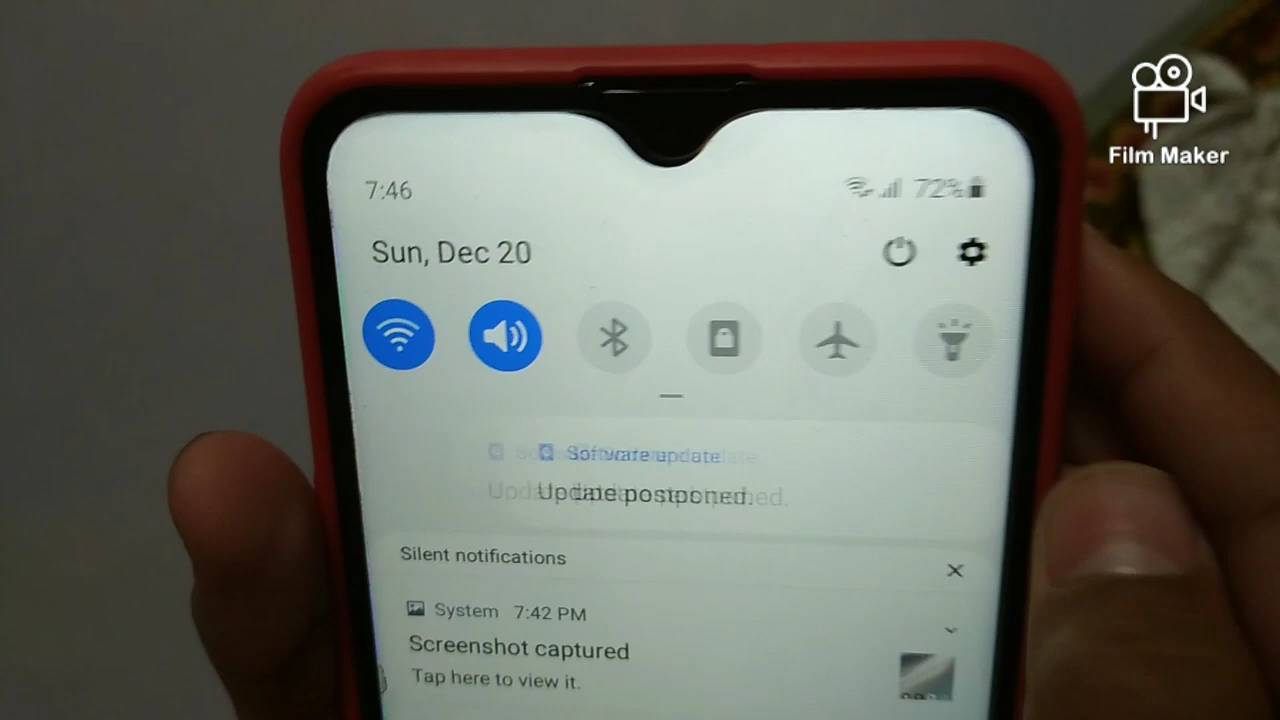 Film Maker
7:46
72%
Sun, Dec 20
Software update
Update postponed.
Silent notifications
System 7:42 PM
Screenshot captured
Tap here to view it.